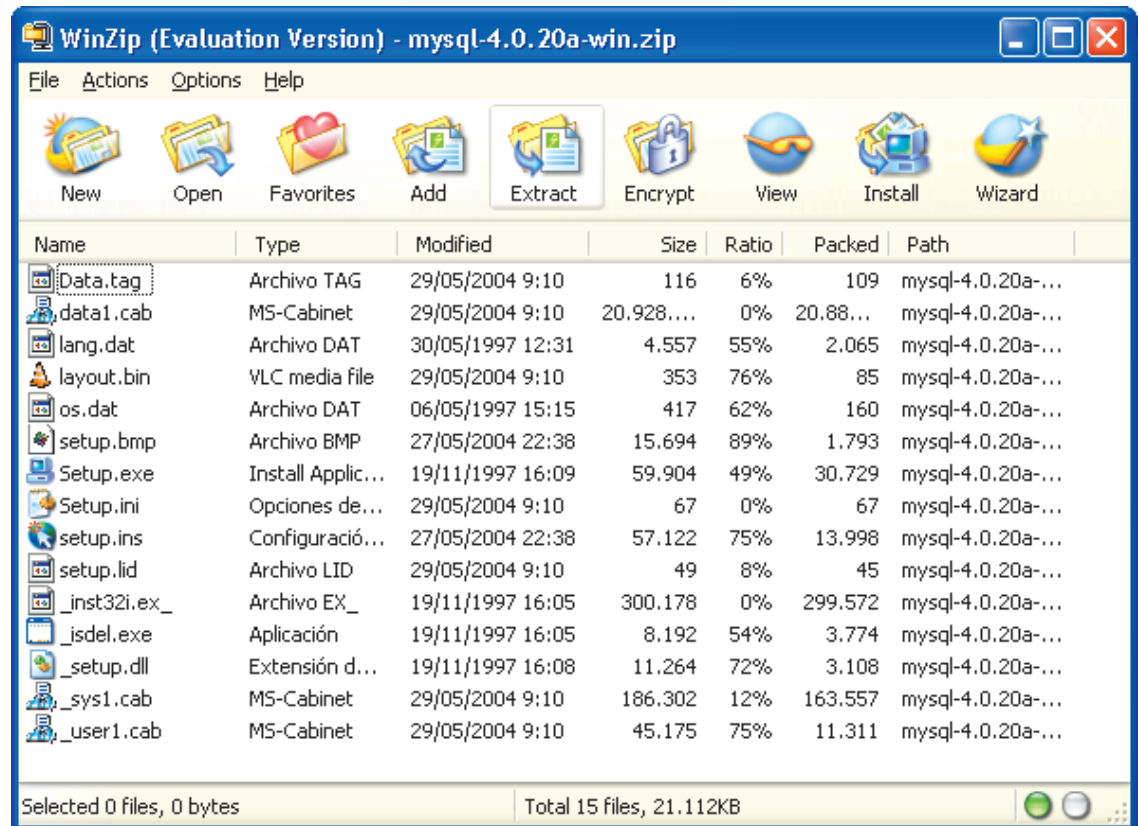 WinZip (Evaluation Version) - mysql-4.0.20a-win.zip
File Actions Options Help
New Open Favorites Add Extract Encrypt View Install Wizard
Name Type Modified Size Ratio Packed Path
Data.tag Archivo TAG 29/05/2004 9:10 116 6% 109 mysql-4.0.20a-...
data1.cab MS-Cabinet 29/05/2004 9:10 20.928.... 0% 20.88... mysql-4.0.20a-...
lang.dat Archivo DAT 30/05/1997 12:31 4.557 55% 2.065 mysql-4.0.20a-...
layout.bin VLC media file 29/05/2004 9:10 353 76% 85 mysql-4.0.20a-...
os.dat Archivo DAT 06/05/1997 15:15 417 62% 160 mysql-4.0.20a-...
setup.bmp Archivo BMP 27/05/2004 22:38 15.694 89% 1.793 mysql-4.0.20a-...
Setup.exe Install Applic... 19/11/1997 16:09 59.904 49% 30.729 mysql-4.0.20a-...
Setup.ini Opciones de... 29/05/2004 9:10 67 0% 67 mysql-4.0.20a-...
setup.ins Configuració... 27/05/2004 22:38 57.122 75% 13.998 mysql-4.0.20a-...
setup.lid Archivo LID 29/05/2004 9:10 49 8% 45 mysql-4.0.20a-...
_inst32i.ex_ Archivo EX_ 19/11/1997 16:05 300.178 0% 299.572 mysql-4.0.20a-...
_isdel.exe Aplicación 19/11/1997 16:05 8.192 54% 3.774 mysql-4.0.20a-...
_setup.dll Extensión d... 19/11/1997 16:08 11.264 72% 3.108 mysql-4.0.20a-...
_sys1.cab MS-Cabinet 29/05/2004 9:10 186.302 12% 163.557 mysql-4.0.20a-...
_user1.cab MS-Cabinet 29/05/2004 9:10 45.175 75% 11.311 mysql-4.0.20a-...
Selected 0 files, 0 bytes Total 15 files, 21.112KB